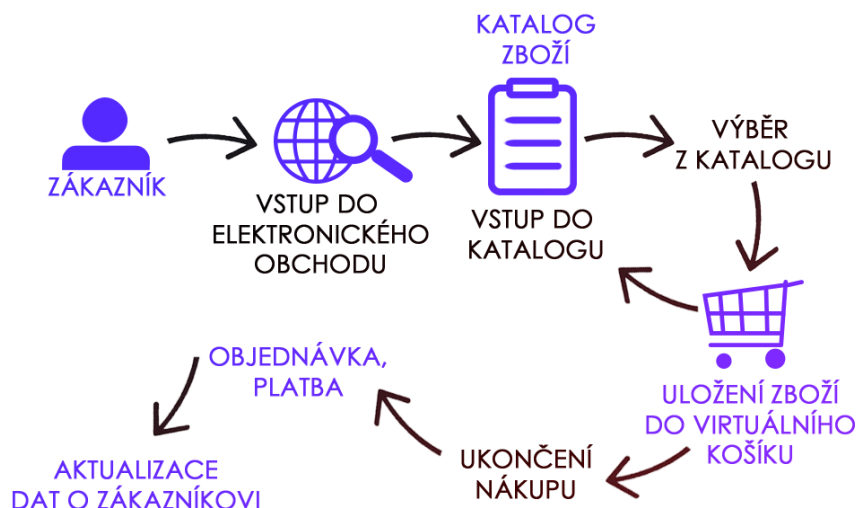 KATALOG
ZBOŽÍ
ZÁKAZNÍK
VSTUP DO
ELEKTRONICKÉHO
OBCHODU
VSTUP DO
KATALOGU
VÝBĚR
Z KATALOGU
ULOŽENÍ ZBOŽÍ
DO VIRTUÁLNÍHO
KOŠÍKU
UKONČENÍ
NÁKUPU
OBJEDNÁVKA,
PLATBA
AKTUALIZACE
DAT O ZÁKAZNÍKOVI